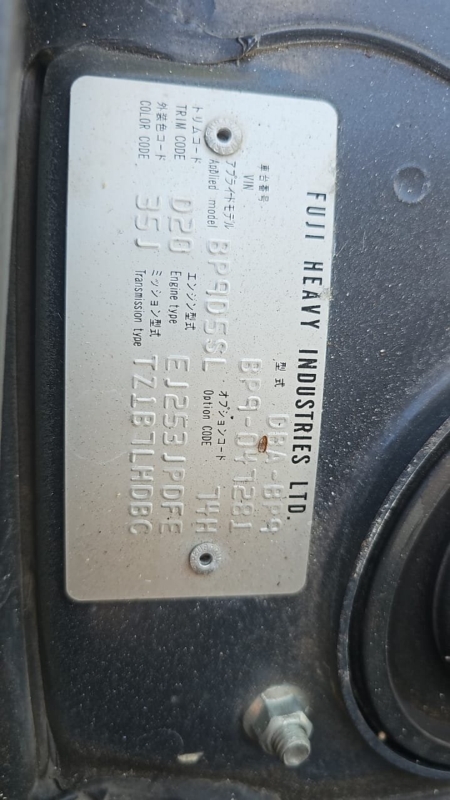 FUJI HEAVY INDUSTRIES LTD.
型式 DBA-BP9
車台番号 VIN BP9-047281
アプライドモデル Applied model BP9D5SL オプションコード Option CODE 74H
トリムコード TRIM CODE D20 エンジン型式 Engine type EJ253JPDFE
外装色コード COLOR CODE 35J ミッション型式 Transmission type TZ1B7LHDBC